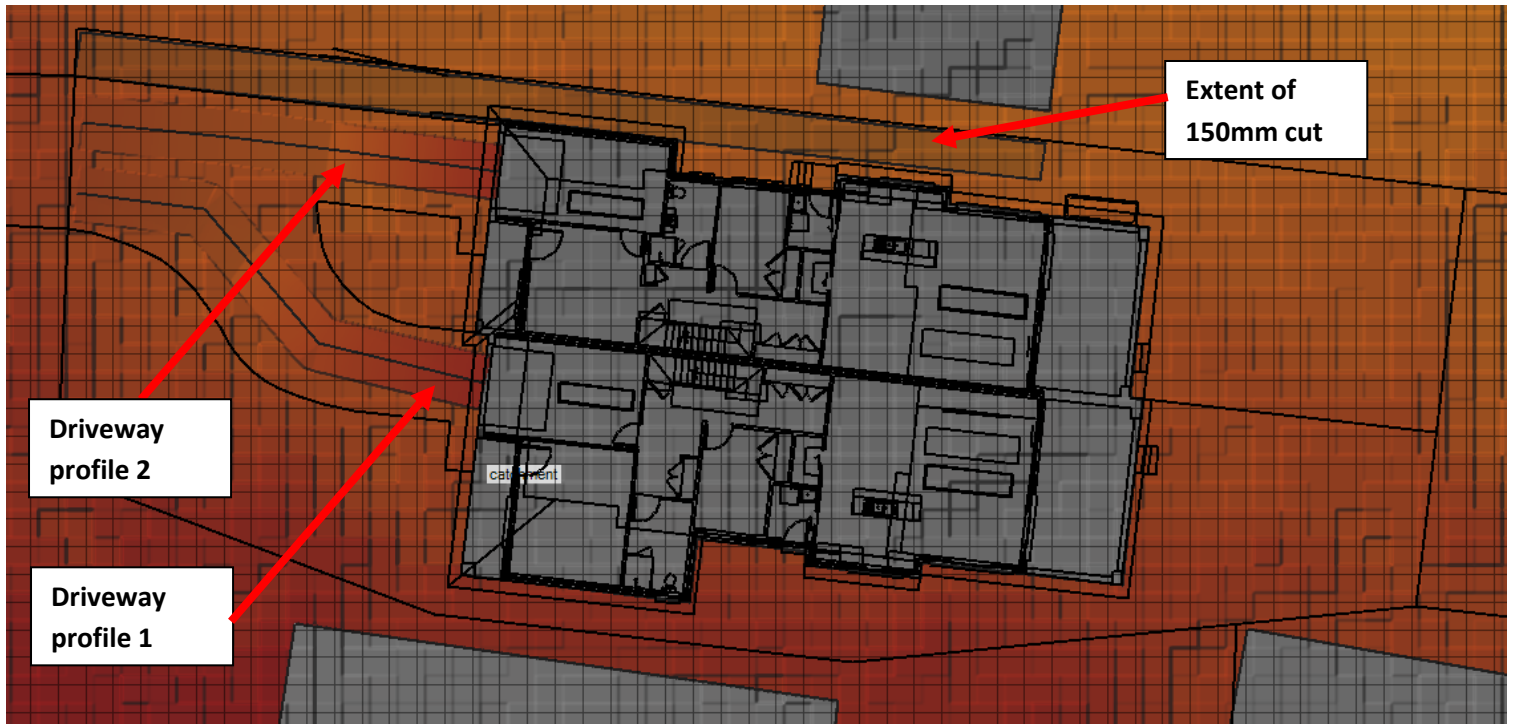 Extent of
150mm cut
Driveway
profile 2
catchment
Driveway
profile 1